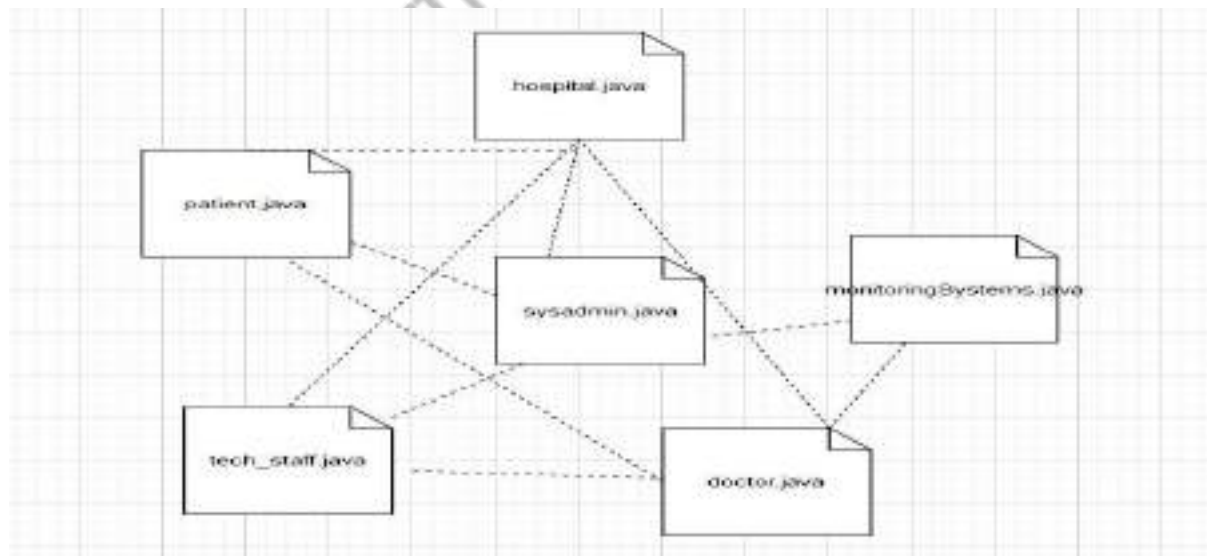 hospital.java
patient.java
monitoringSystems.java
sysadmin.java
tech_staff.java
doctor.java